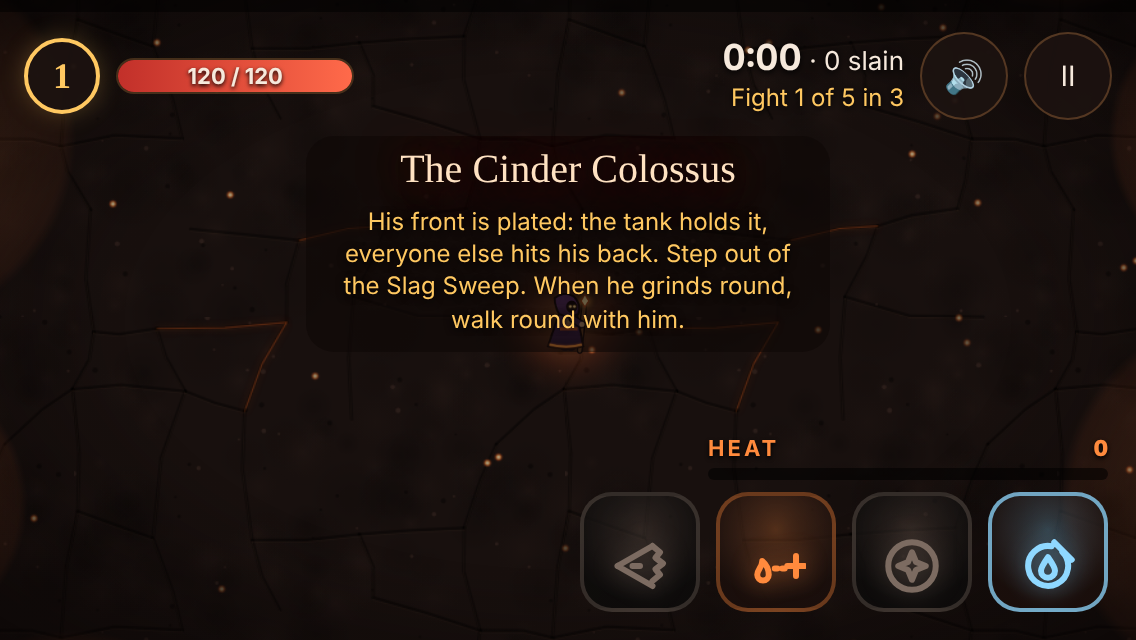 1
120 / 120
0:00 · 0 slain
Fight 1 of 5 in 3
The Cinder Colossus
His front is plated: the tank holds it,
everyone else hits his back. Step out of
the Slag Sweep. When he grinds round,
walk round with him.
HEAT 0